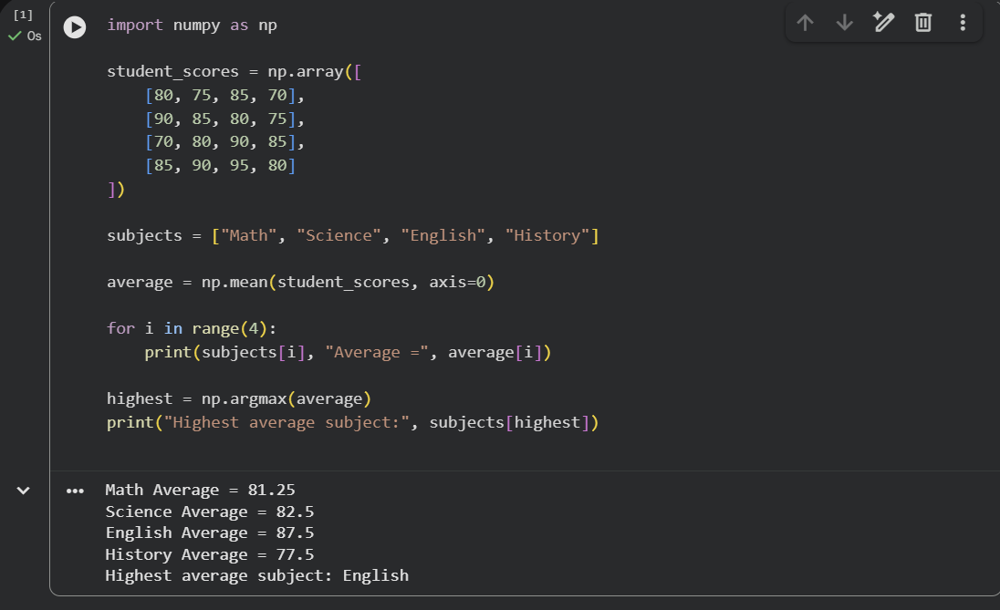 [1]
0s
import numpy as np
student_scores = np.array([
    [80, 75, 85, 70],
    [90, 85, 80, 75],
    [70, 80, 90, 85],
    [85, 90, 95, 80]
])
subjects = ["Math", "Science", "English", "History"]
average = np.mean(student_scores, axis=0)
for i in range(4):
    print(subjects[i], "Average =", average[i])
highest = np.argmax(average)
print("Highest average subject:", subjects[highest])
Math Average = 81.25
Science Average = 82.5
English Average = 87.5
History Average = 77.5
Highest average subject: English